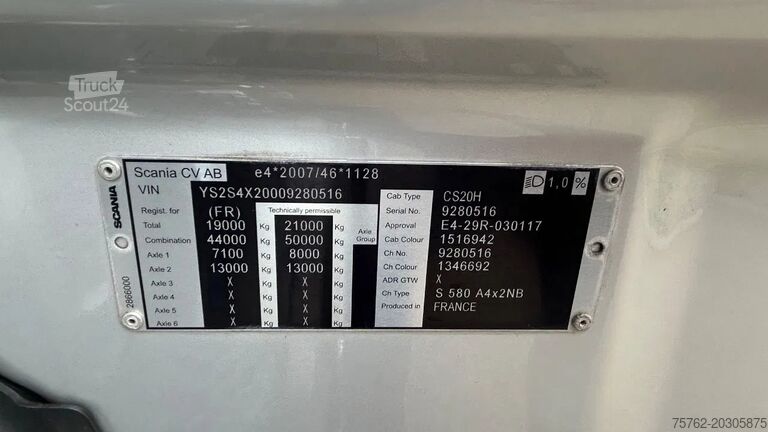 Truck
Scout24
SCANIA
2866000
Scania CV AB e4*2007/46*1128
1,0 %
VIN YS2S4X20009280516
Regist. for (FR) Technically permissible
Total 19000 Kg 21000 Kg Axle Group
Combination 44000 Kg 50000 Kg
Axle 1 7100 Kg 8000 Kg
Axle 2 13000 Kg 13000 Kg
Axle 3 X Kg X Kg
Axle 4 X Kg X Kg
Axle 5 X Kg X Kg
Axle 6 X Kg X Kg
Cab Type CS20H
Serial No. 9280516
Approval E4-29R-030117
Cab Colour 1516942
Ch No. 9280516
Ch Colour 1346692
ADR GTW X
Ch Type S 580 A4x2NB
Produced in FRANCE
75762-20305875